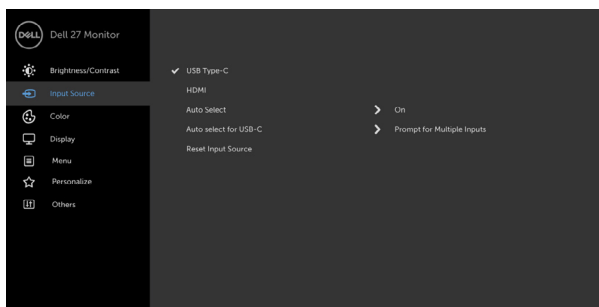 DELL Dell 27 Monitor
Brightness/Contrast
Input Source
Color
Display
Menu
Personalize
Others
USB Type-C
HDMI
Auto Select On
Auto select for USB-C Prompt for Multiple Inputs
Reset Input Source